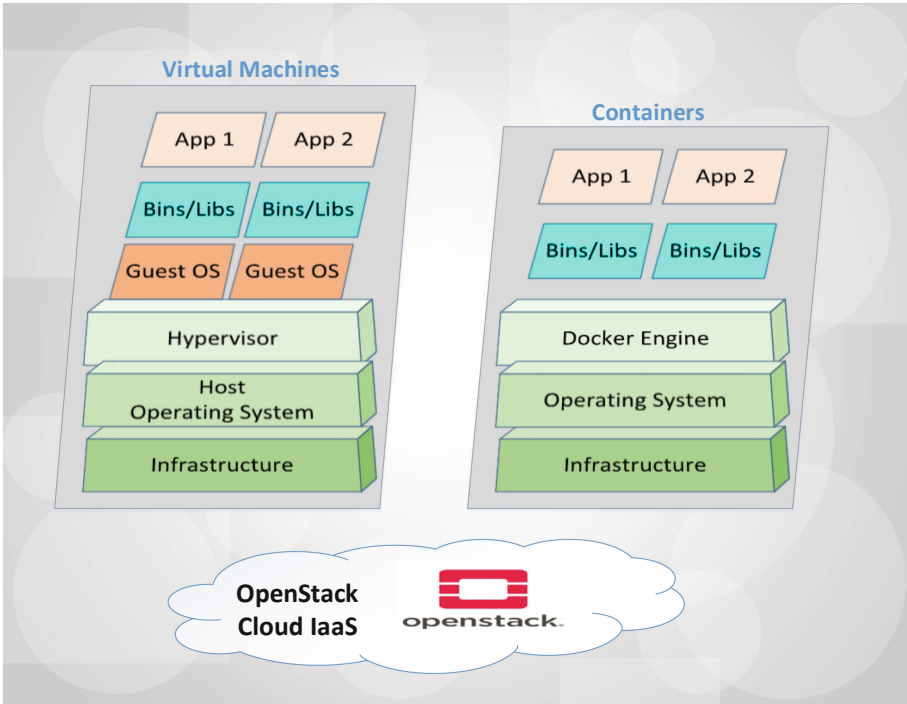 Virtual Machines
App 1
App 2
Bins/Libs
Bins/Libs
Guest OS
Guest OS
Hypervisor
Host
Operating System
Infrastructure
Containers
App 1
App 2
Bins/Libs
Bins/Libs
Docker Engine
Operating System
Infrastructure
OpenStack
Cloud IaaS
openstack.